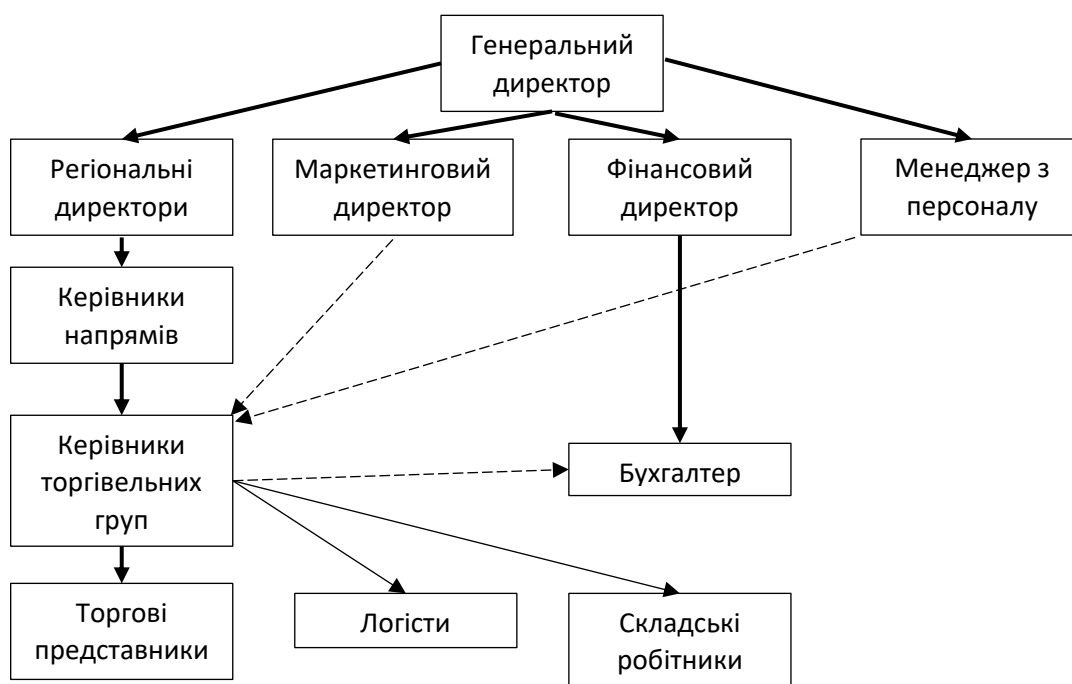 Генеральний
директор
Регіональні
директори
Маркетинговий
директор
Фінансовий
директор
Менеджер з
персоналу
Керівники
напрямів
Керівники
торгівельних
груп
Бухгалтер
Торгові
представники
Логісти
Складські
робітники